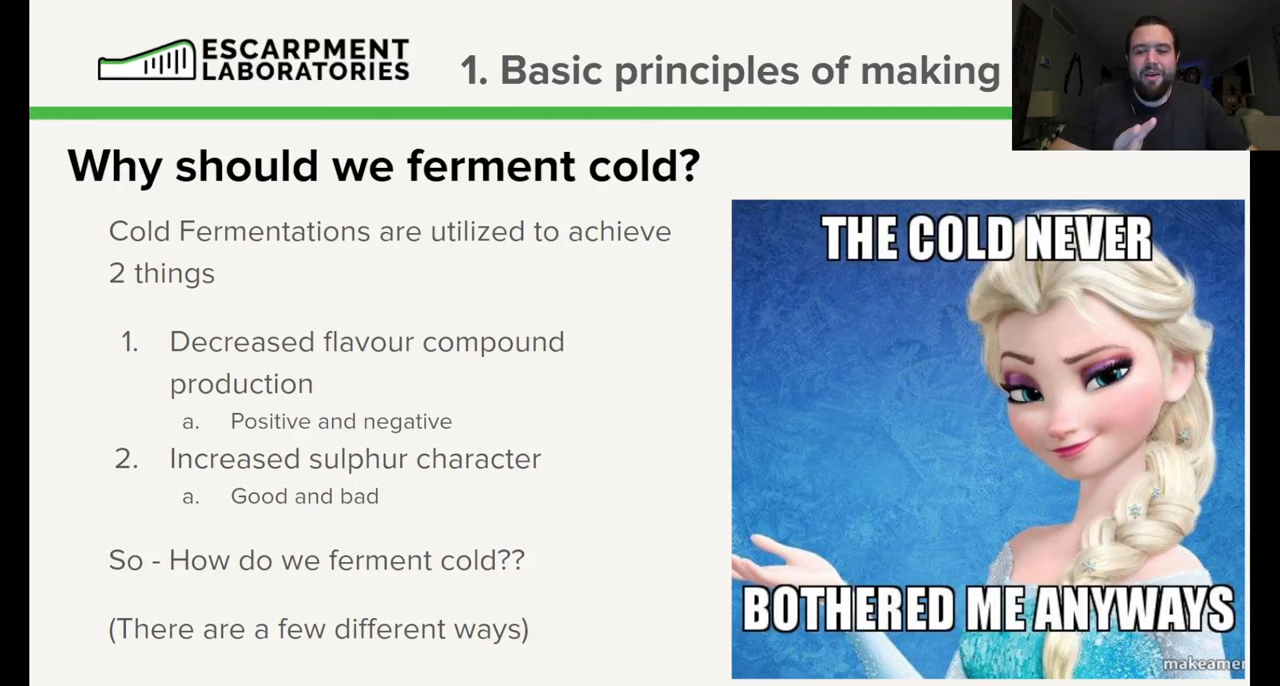 ESCARPMENT
LABORATORIES
1. Basic principles of making
Why should we ferment cold?
Cold Fermentations are utilized to achieve
2 things
1. Decreased flavour compound
production
a. Positive and negative
2. Increased sulphur character
a. Good and bad
So - How do we ferment cold??
(There are a few different ways)
THE COLD NEVER
BOTHERED ME ANYWAYS
makeamer